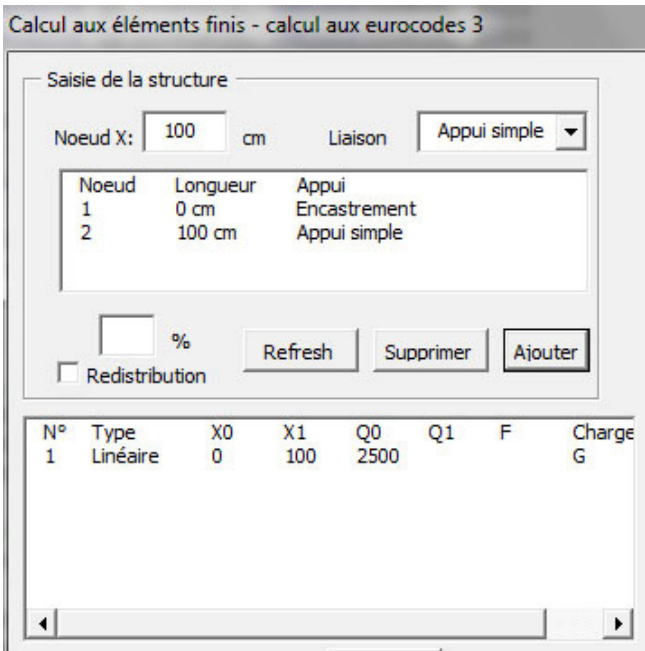 Calcul aux éléments finis - calcul aux eurocodes 3
Saisie de la structure
Noeud X: 100 cm Liaison Appui simple
Noeud Longueur Appui
1 0 cm Encastrement
2 100 cm Appui simple
%
Redistribution Refresh Supprimer Ajouter
N° Type X0 X1 Q0 Q1 F Charge
1 Linéaire 0 100 2500 G